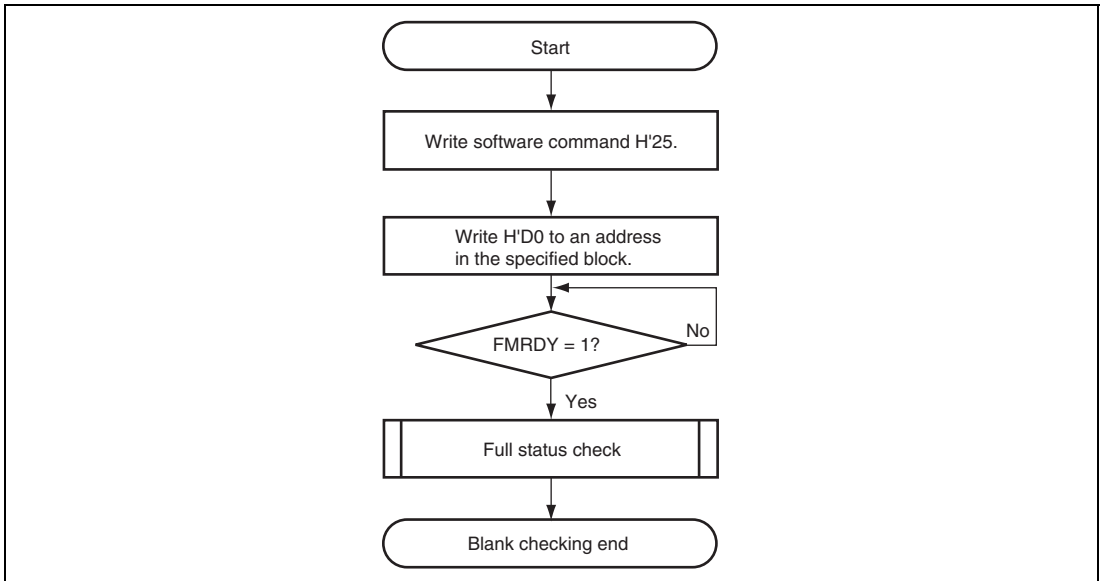 Start
Write software command H'25.
Write H'D0 to an address
in the specified block.
No
FMRDY = 1?
Yes
Full status check
Blank checking end